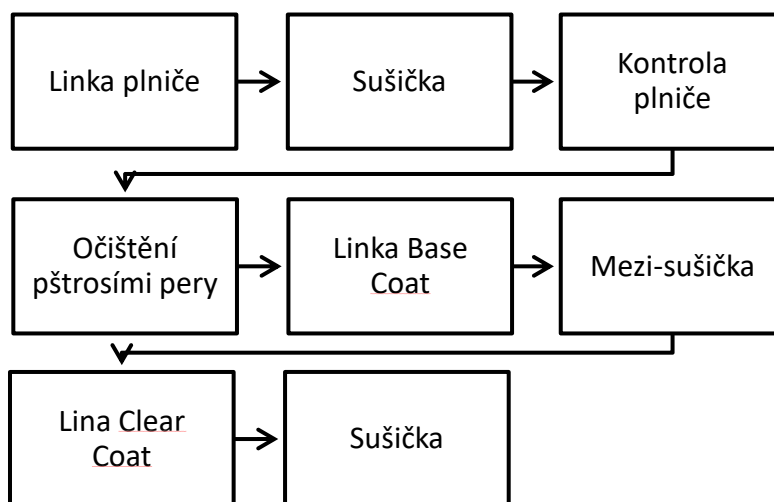 Linka plniče
Sušička
Kontrola
plniče
Očištění
pštrosími pery
Linka Base
Coat
Mezi-sušička
Lina Clear
Coat
Sušička